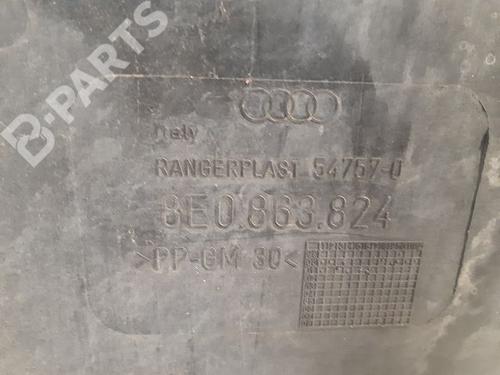 B-PARTS
Italy
RANGERPLAST 54757-0
8E0.863.824
>PP-GM 30<